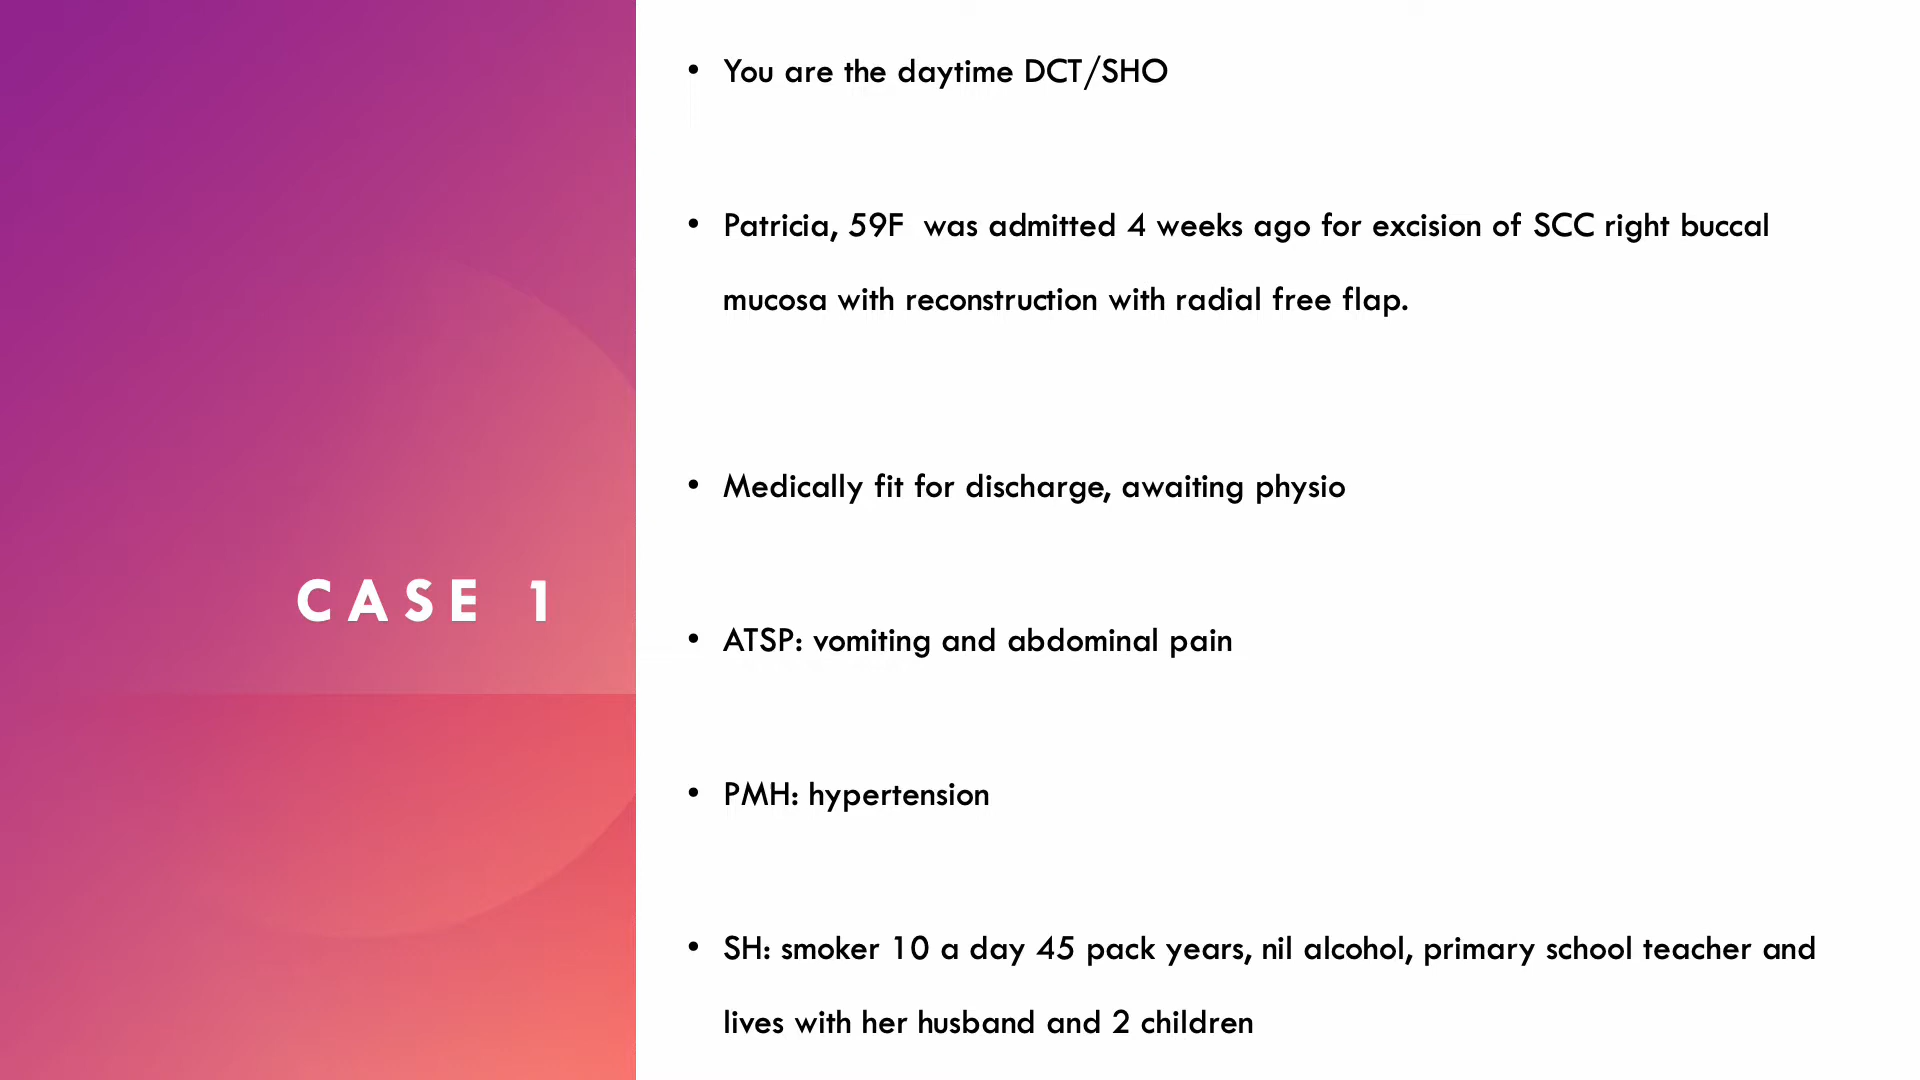 CASE 1
• You are the daytime DCT/SHO
• Patricia, 59F  was admitted 4 weeks ago for excision of SCC right buccal
mucosa with reconstruction with radial free flap.
• Medically fit for discharge, awaiting physio
• ATSP: vomiting and abdominal pain
• PMH: hypertension
• SH: smoker 10 a day 45 pack years, nil alcohol, primary school teacher and
lives with her husband and 2 children